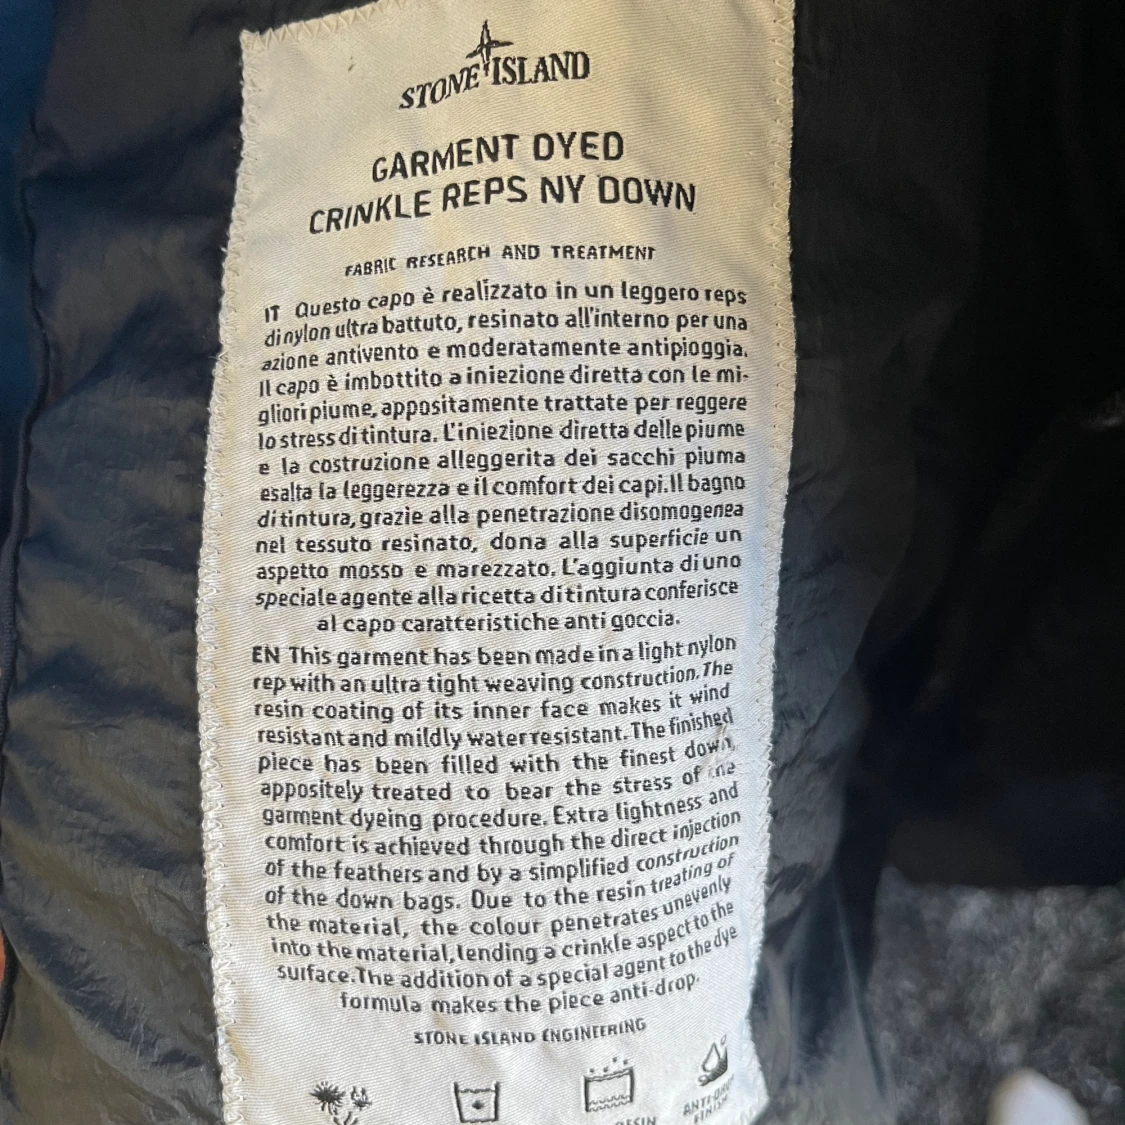 STONE ISLAND
GARMENT DYED
CRINKLE REPS NY DOWN
FABRIC RESEARCH AND TREATMENT
IT Questo capo è realizzato in un leggero reps
di nylon ultra battuto, resinato all'interno per una
azione antivento e moderatamente antipioggia.
Il capo è imbottito a iniezione diretta con le mi-
gliori piume, appositamente trattate per reggere
lo stress di tintura. L'iniezione diretta delle piume
e la costruzione alleggerita dei sacchi piuma
esalta la leggerezza e il comfort dei capi. Il bagno
di tintura, grazie alla penetrazione disomogenea
nel tessuto resinato, dona alla superficie un
aspetto mosso e marezzato. L'aggiunta di uno
speciale agente alla ricetta di tintura conferisce
al capo caratteristiche anti goccia.
EN This garment has been made in a light nylon
rep with an ultra tight weaving construction. The
resin coating of its inner face makes it wind
resistant and mildly water resistant. The finished
piece has been filled with the finest down,
appositely treated to bear the stress of the
garment dyeing procedure. Extra lightness and
comfort is achieved through the direct injection
of the feathers and by a simplified construction
of the down bags. Due to the resin treating of
the material, the colour penetrates unevenly
into the material, lending a crinkle aspect to the
surface. The addition of a special agent to the dye
formula makes the piece anti-drop.
STONE ISLAND ENGINEERING
ANTI-DROP
FINISH